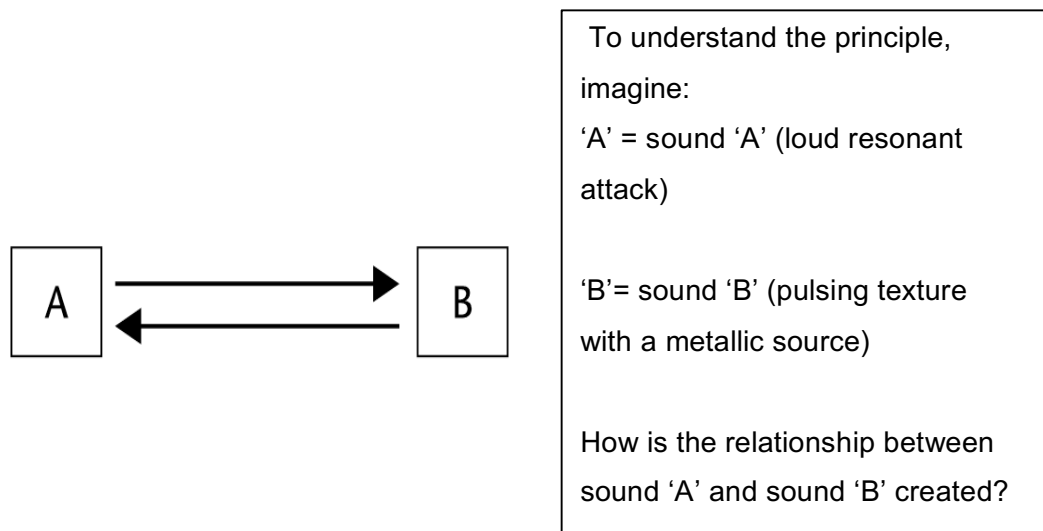 A
B
To understand the principle,
imagine:
‘A’ = sound ‘A’ (loud resonant
attack)
‘B’= sound ‘B’ (pulsing texture
with a metallic source)
How is the relationship between
sound ‘A’ and sound ‘B’ created?